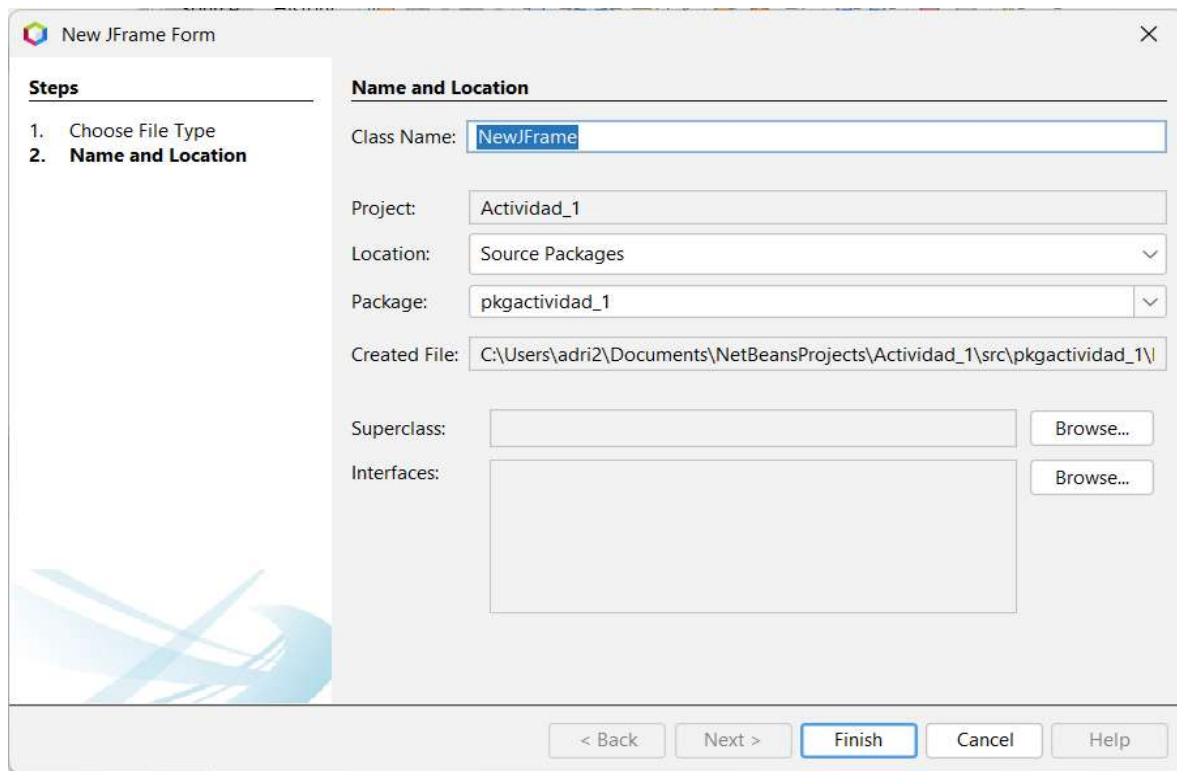 New JFrame Form
Steps
1. Choose File Type
2. Name and Location
Name and Location
Class Name: NewJFrame
Project: Actividad_1
Location: Source Packages
Package: pkgactividad_1
Created File: C:\Users\adri2\Documents\NetBeansProjects\Actividad_1\src\pkgactividad_1\
Superclass: Browse...
Interfaces: Browse...
< Back Next > Finish Cancel Help